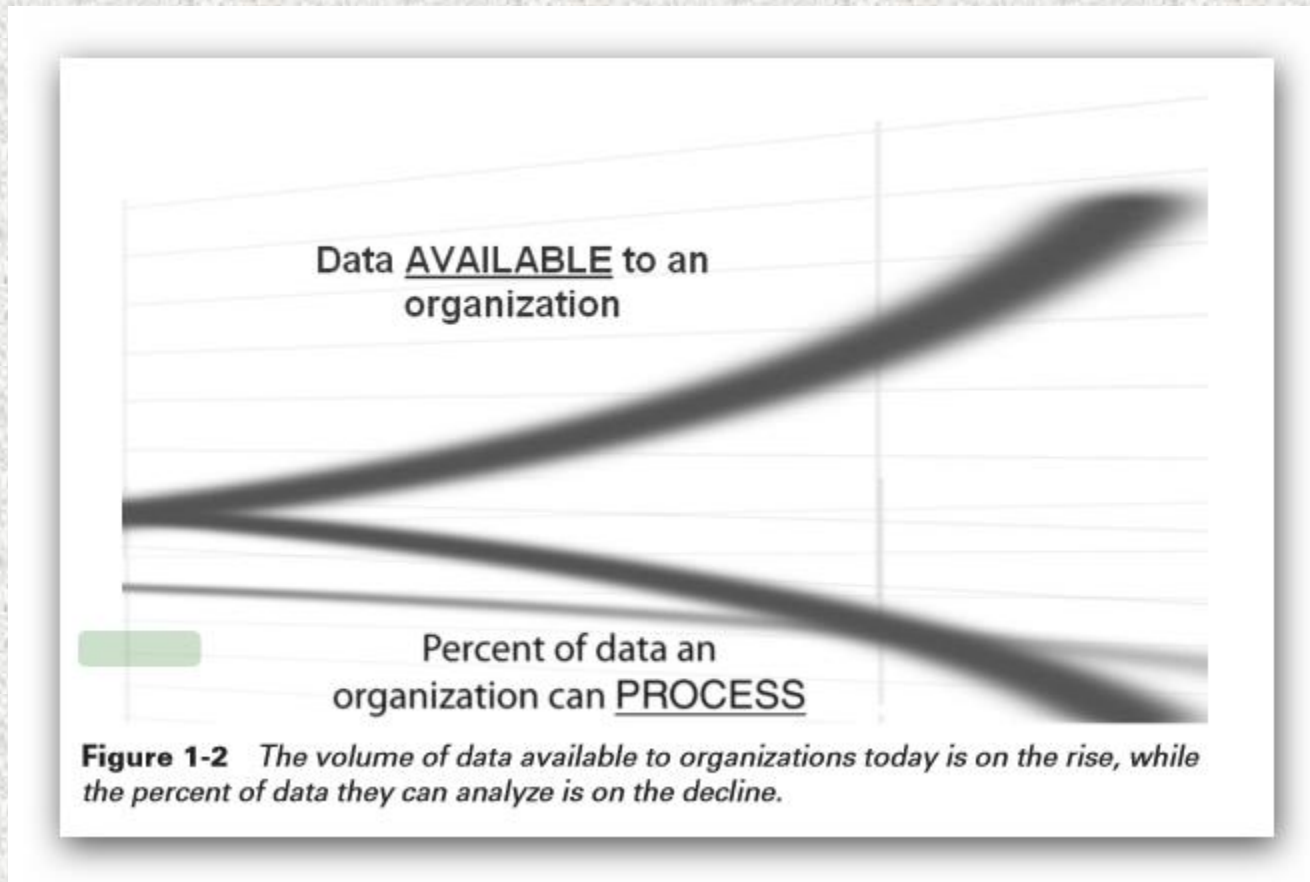 Data AVAILABLE to an
organization
Percent of data an
organization can PROCESS
Figure 1-2 The volume of data available to organizations today is on the rise, while
the percent of data they can analyze is on the decline.